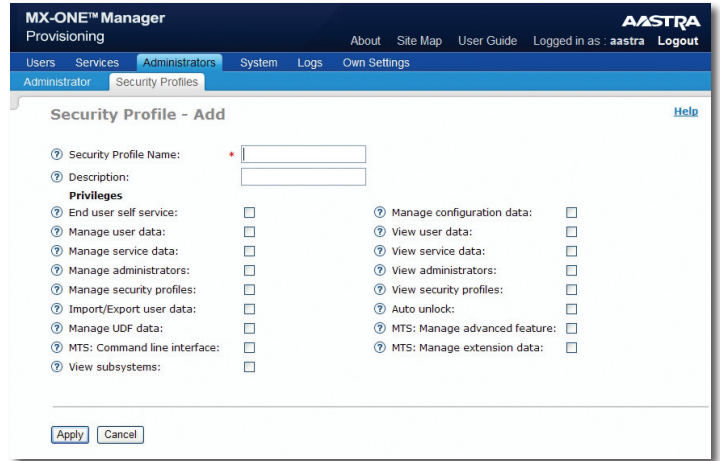 MX-ONE™ Manager
AASTRA
Provisioning
About Site Map User Guide Logged in as : aastra Logout
Users Services Administrators System Logs Own Settings
Administrator Security Profiles
Security Profile - Add
Help
? Security Profile Name: *
? Description:
Privileges
? End user self service: ? Manage configuration data:
? Manage user data: ? View user data:
? Manage service data: ? View service data:
? Manage administrators: ? View administrators:
? Manage security profiles: ? View security profiles:
? Import/Export user data: ? Auto unlock:
? Manage UDF data: ? MTS: Manage advanced feature:
? MTS: Command line interface: ? MTS: Manage extension data:
? View subsystems:
Apply Cancel